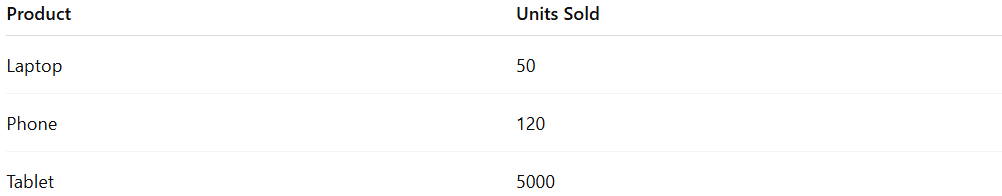 Product Units Sold
Laptop 50
Phone 120
Tablet 5000